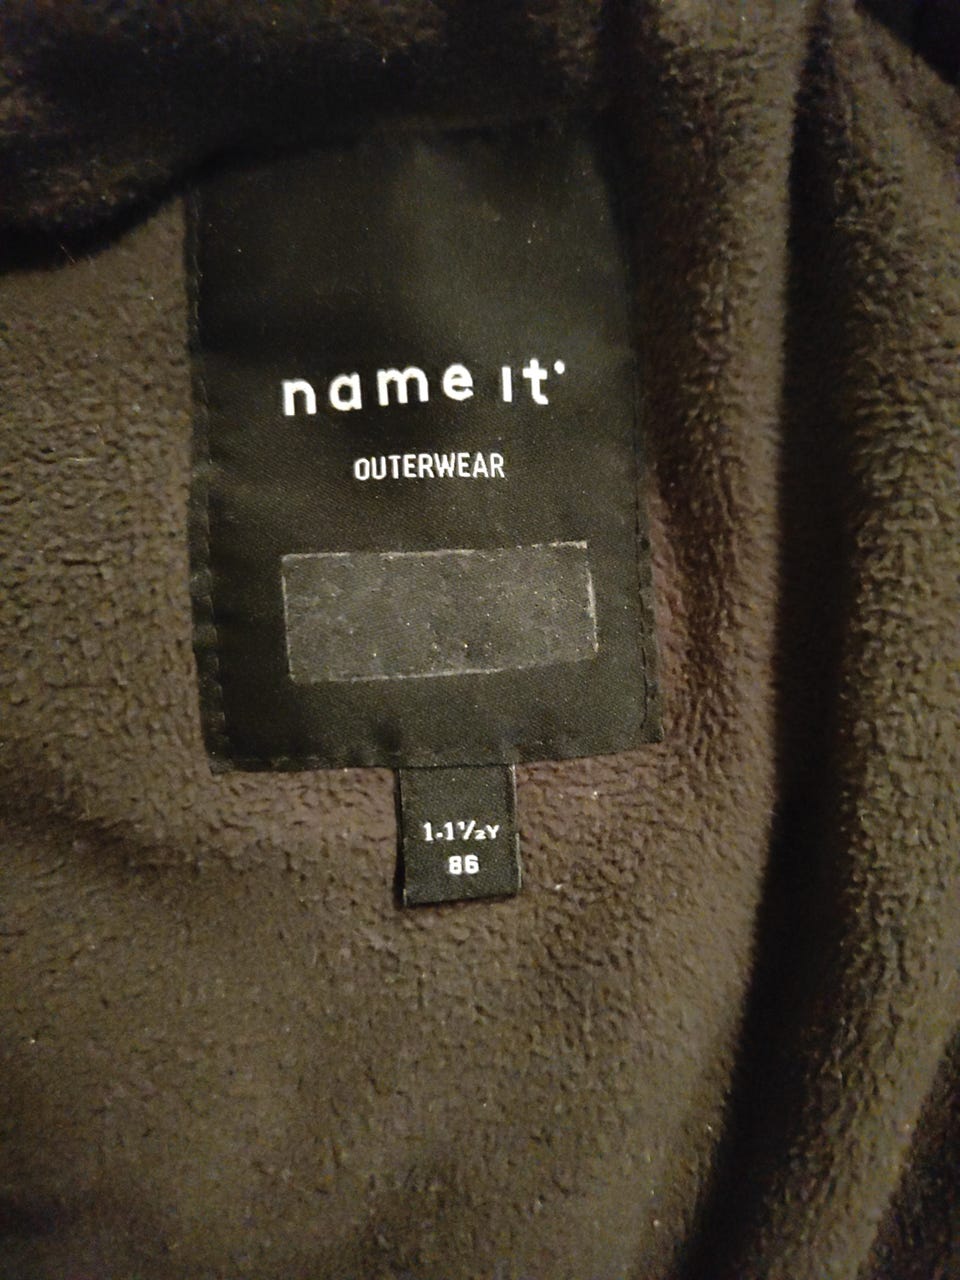 name it
OUTERWEAR
1-1½Y
86